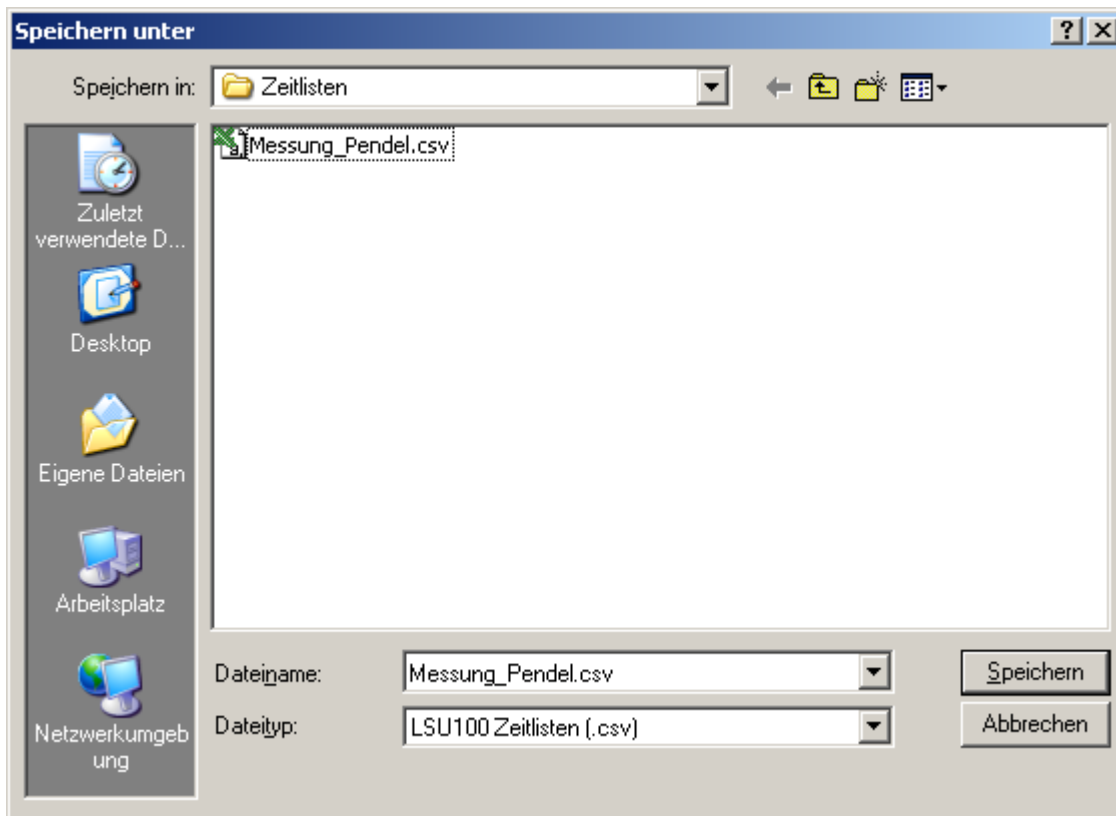 Speichern unter
Speichern in:
Zeitlisten
Messung_Pendel.csv
Zuletzt
verwendete D...
Desktop
Eigene Dateien
Arbeitsplatz
Netzwerkumgeb
ung
Dateiname:
Messung_Pendel.csv
Speichern
Dateityp:
LSU100 Zeitlisten (.csv)
Abbrechen